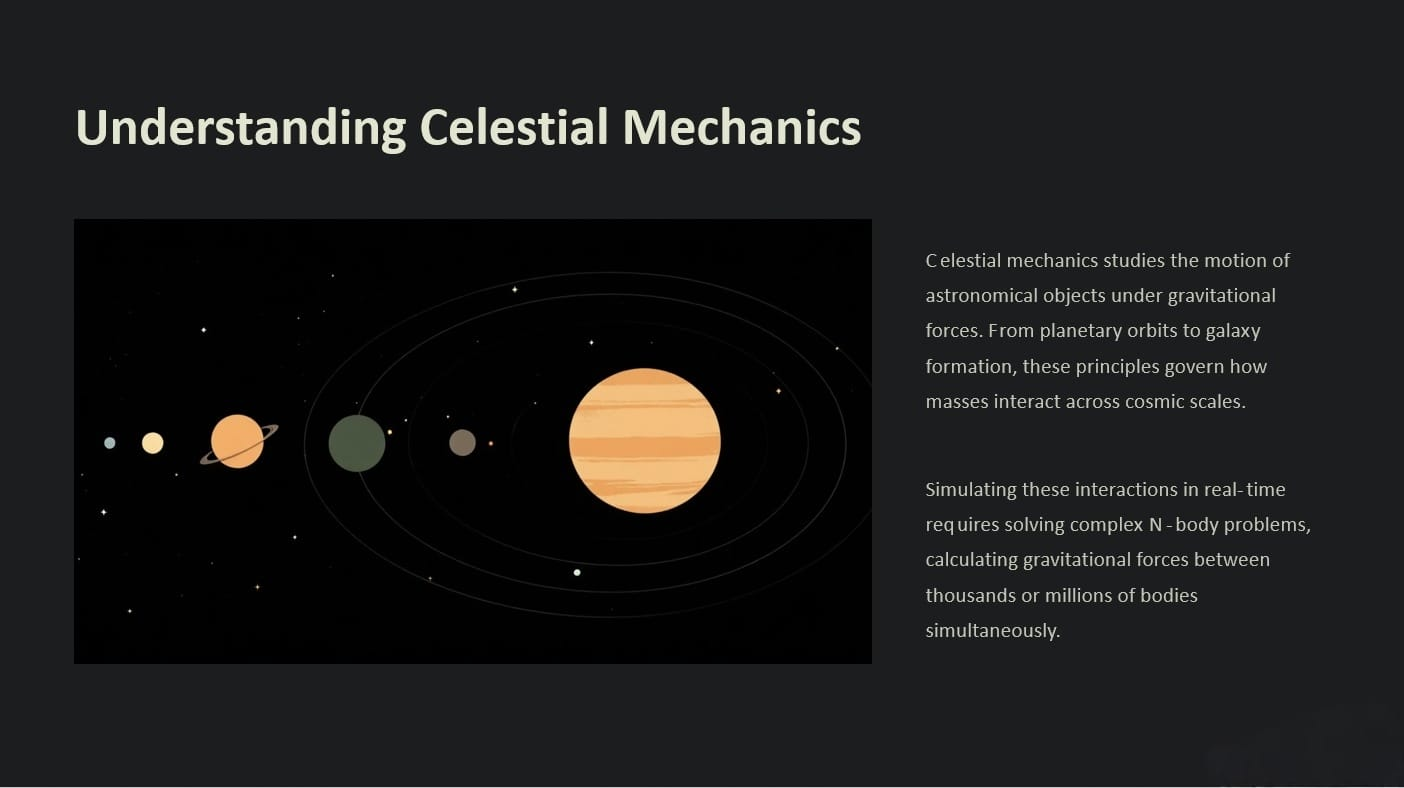 Understanding Celestial Mechanics
Celestial mechanics studies the motion of
astronomical objects under gravitational
forces. From planetary orbits to galaxy
formation, these principles govern how
masses interact across cosmic scales.
Simulating these interactions in real-time
requires solving complex N-body problems,
calculating gravitational forces between
thousands or millions of bodies
simultaneously.